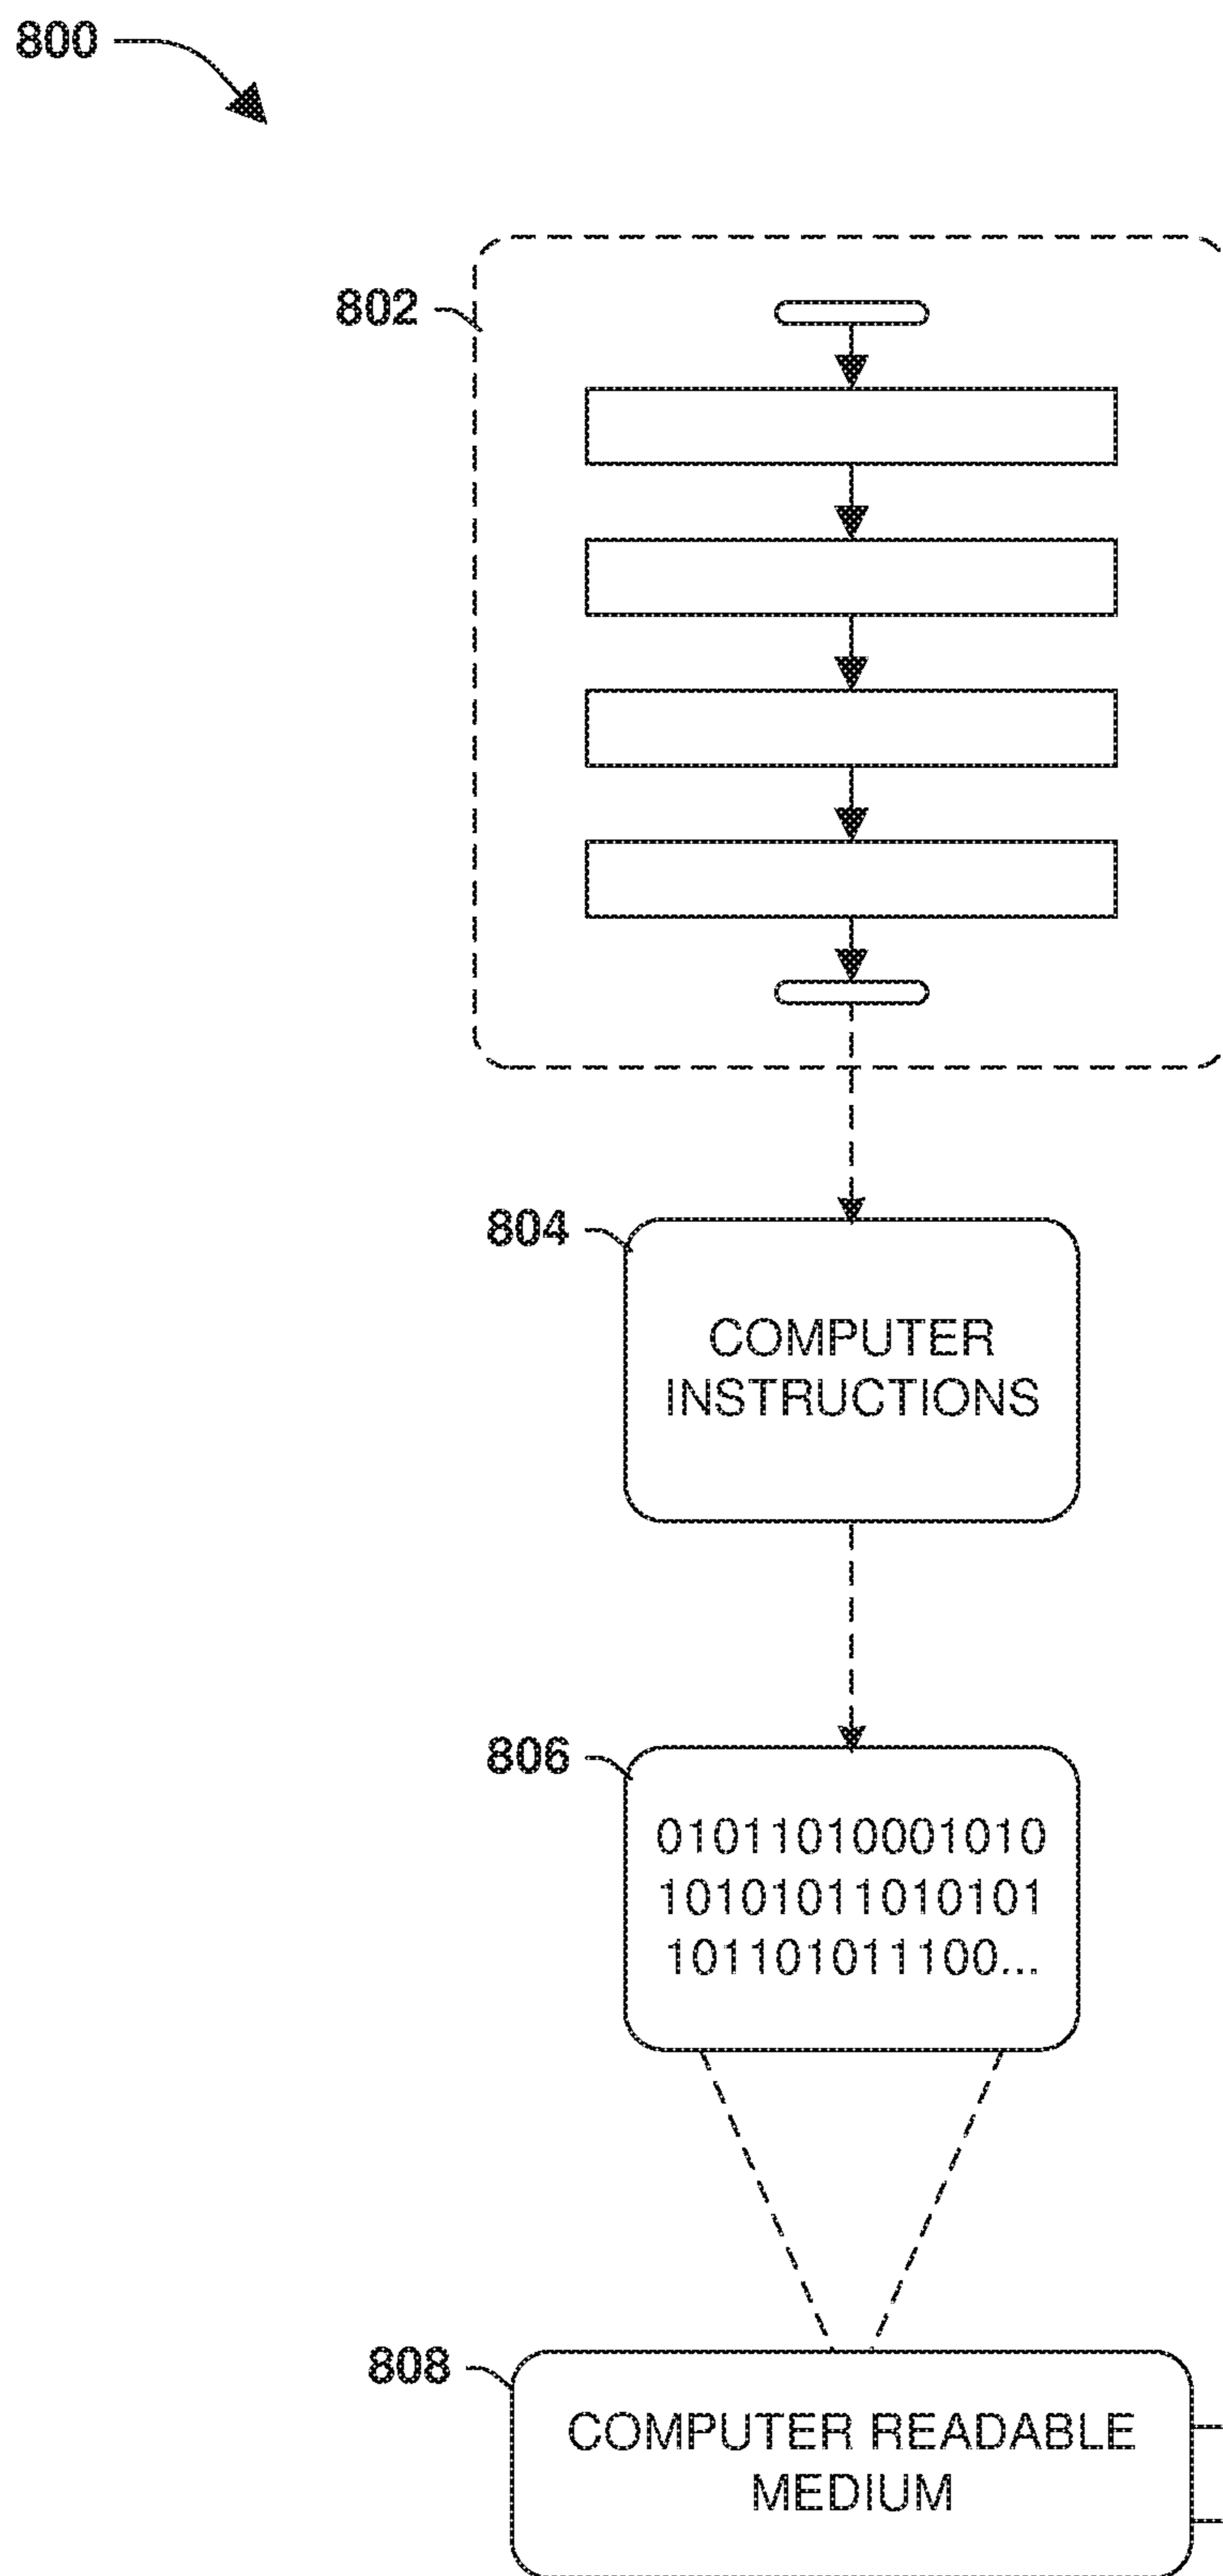 800
802
804
COMPUTER
INSTRUCTIONS
806
01011010001010
10101011010101
101101011100...
808
COMPUTER READABLE
MEDIUM